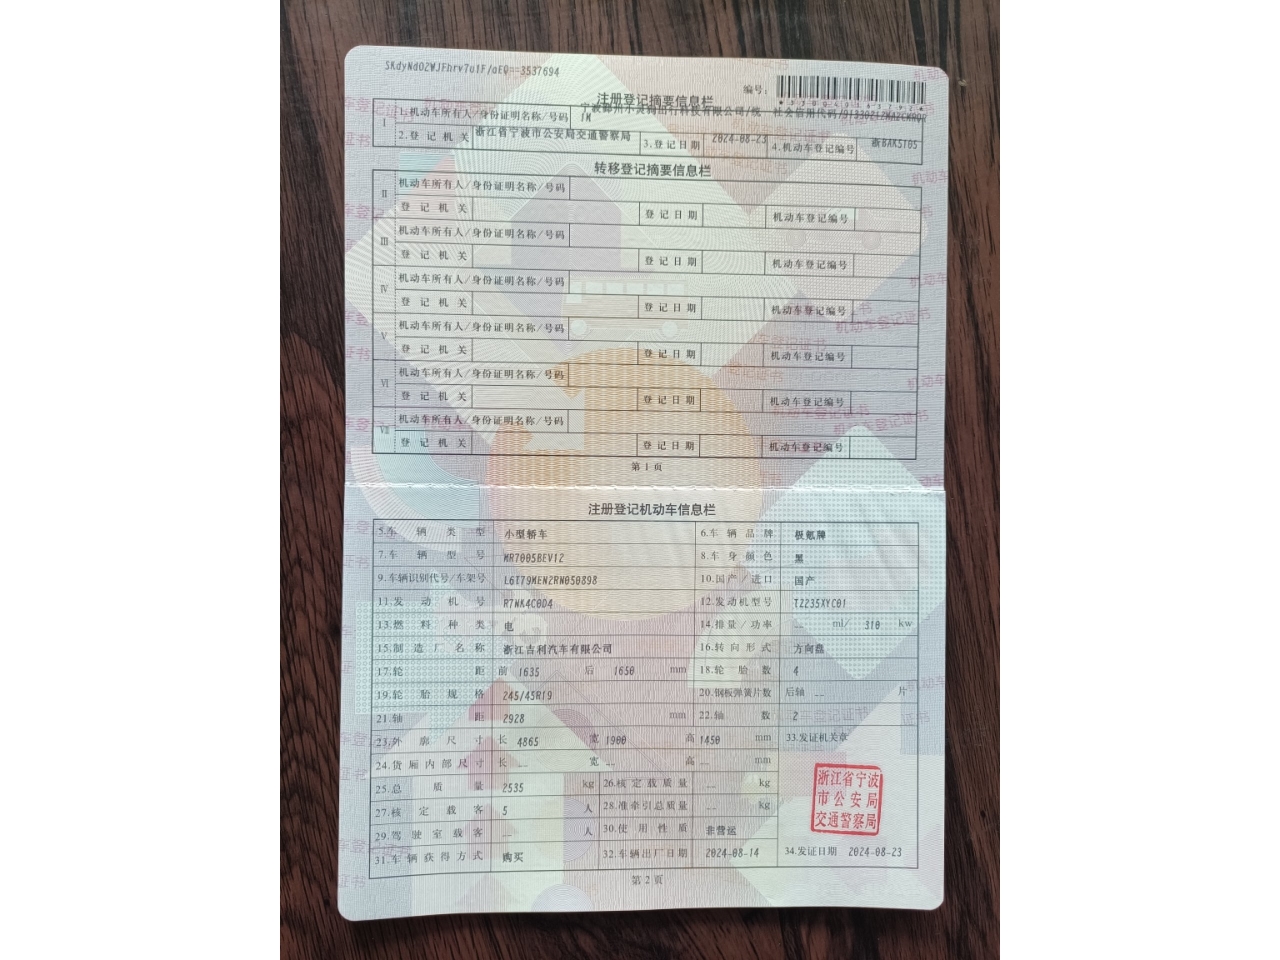 5KdyNdO2WJFhrv7o1F/aEQ==3537694
编号:
注册登记摘要信息栏
I 1.机动车所有人/身份证明名称/号码
2.登记机关 浙江省宁波市公安局交通警察局 3.登记日期 2024-08-23 4.机动车登记编号 浙BAK5T05
转移登记摘要信息栏
II 机动车所有人/身份证明名称/号码
登记机关 登记日期 机动车登记编号
III 机动车所有人/身份证明名称/号码
登记机关 登记日期 机动车登记编号
IV 机动车所有人/身份证明名称/号码
登记机关 登记日期 机动车登记编号
V 机动车所有人/身份证明名称/号码
登记机关 登记日期 机动车登记编号
VI 机动车所有人/身份证明名称/号码
登记机关 登记日期 机动车登记编号
VII 机动车所有人/身份证明名称/号码
登记机关 登记日期 机动车登记编号
第1页
注册登记机动车信息栏
5.车辆类型 小型轿车 6.车辆品牌 极氪牌
7.车辆型号 MR7005BEV12 8.车身颜色 黑
9.车辆识别代号/车架号 L6T79MEN2RW050898 10.国产/进口 国产
11.发动机号 R7WK4C0D4 12.发动机型号 TZ235XYC01
13.燃料种类 电 14.排量/功率 -- ml/ 310 kw
15.制造厂名称 浙江吉利汽车有限公司 16.转向形式 方向盘
17.轮距 前 1635 后 1650 mm 18.轮胎数 4
19.轮胎规格 245/45R19 20.钢板弹簧片数 后轴 -- 片
21.轴距 2928 mm 22.轴数 2
23.外廓尺寸 长 4865 宽 1900 高 1450 mm 33.发证机关章
24.货厢内部尺寸 长 -- 宽 -- 高 -- mm
25.总质量 2535 kg 26.核定载质量 -- kg
27.核定载客 5 人 28.准牵引总质量 -- kg
29.驾驶室载客 -- 人 30.使用性质 非营运
31.车辆获得方式 购买 32.车辆出厂日期 2024-08-14 34.发证日期 2024-08-23
浙江省宁波
市公安局
交通警察局
第2页